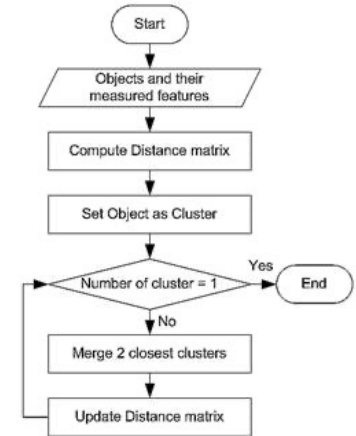 Start
Objects and their
measured features
Compute Distance matrix
Set Object as Cluster
Number of cluster = 1
Yes
End
No
Merge 2 closest clusters
Update Distance matrix